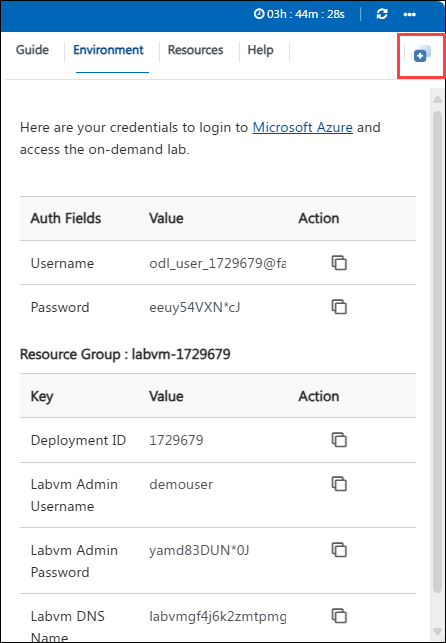 03h : 44m : 28s
Guide Environment Resources Help
Here are your credentials to login to Microsoft Azure and
access the on-demand lab.
Auth Fields Value Action
Username odl_user_1729679@fa
Password eeuy54VXN*cJ
Resource Group : labvm-1729679
Key Value Action
Deployment ID 1729679
Labvm Admin demouser
Username
Labvm Admin yamd83DUN*0J
Password
Labvm DNS labvmgf4j6k2zmtpmg
Name